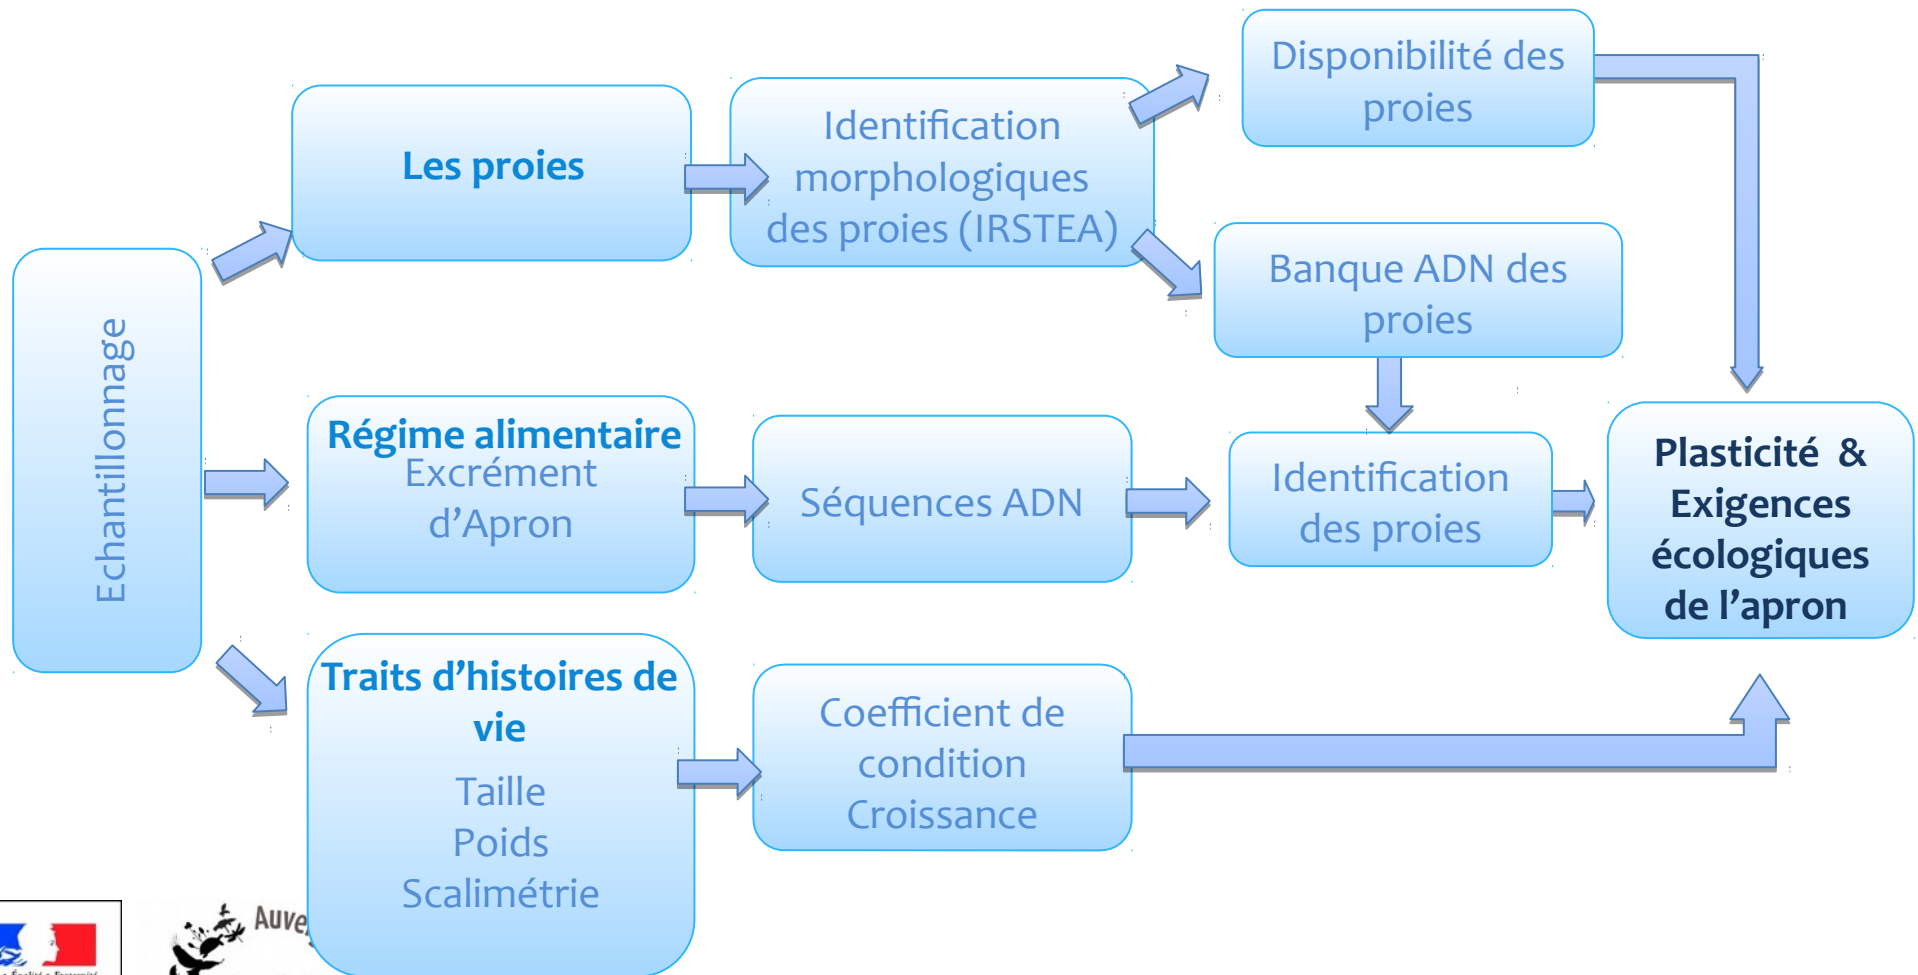 Echantillonnage
Les proies
Identification
morphologiques
des proies (IRSTEA)
Disponibilité des
proies
Banque ADN des
proies
Régime alimentaire
Excrément
d’Apron
Séquences ADN
Identification
des proies
Plasticité &
Exigences
écologiques
de l’apron
Traits d’histoires de
vie
Taille
Poids
Scalimétrie
Coefficient de
condition
Croissance
Égalité • Fraternité